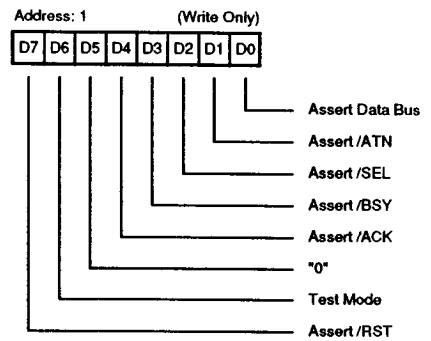 Address: 1 (Write Only)
D7 D6 D5 D4 D3 D2 D1 D0
Assert Data Bus
Assert /ATN
Assert /SEL
Assert /BSY
Assert /ACK
"0"
Test Mode
Assert /RST